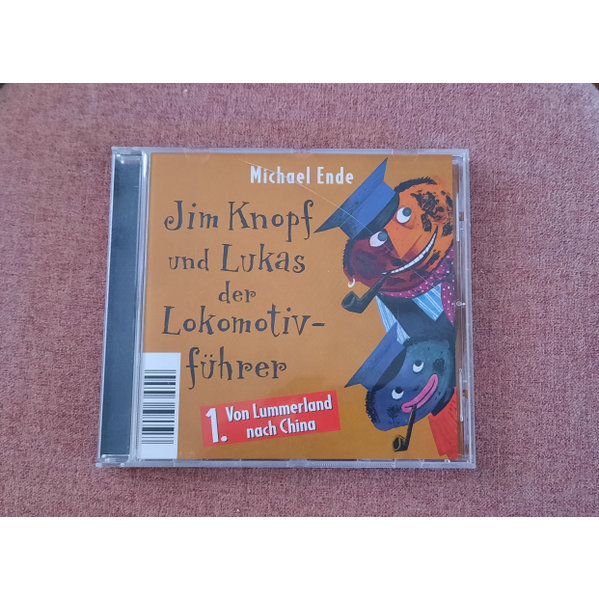 Michael Ende
Jim Knopf
und Lukas
der
Lokomotiv-
führer
1. Von Lummerland
nach China